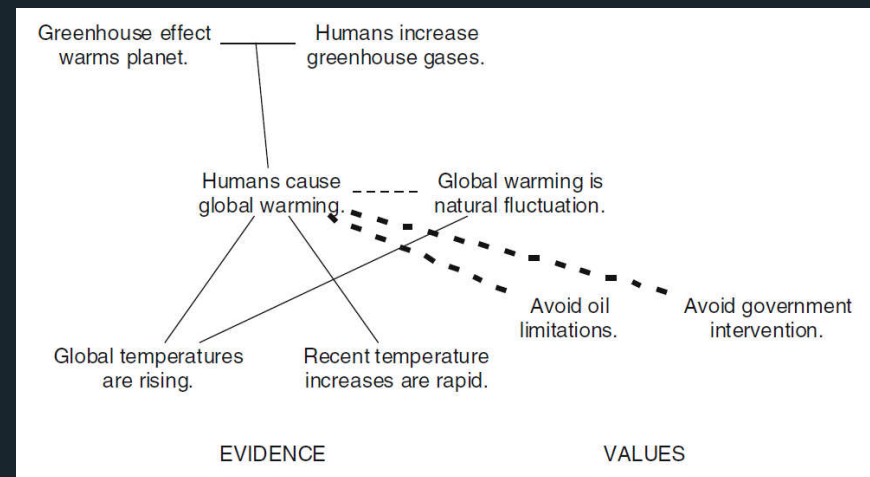 Greenhouse effect
warms planet.
Humans increase
greenhouse gases.
Humans cause
global warming.
Global warming is
natural fluctuation.
Avoid oil
limitations.
Avoid government
intervention.
Global temperatures
are rising.
Recent temperature
increases are rapid.
EVIDENCE
VALUES